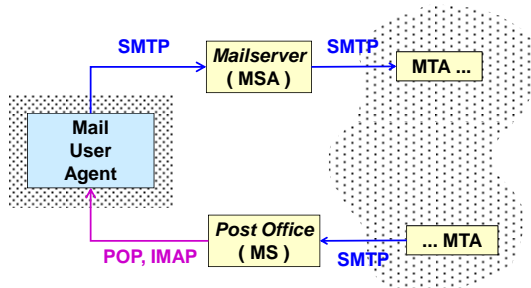 SMTP
Mailserver
( MSA )
SMTP
MTA ...
Mail
User
Agent
Post Office
( MS )
... MTA
POP, IMAP
SMTP